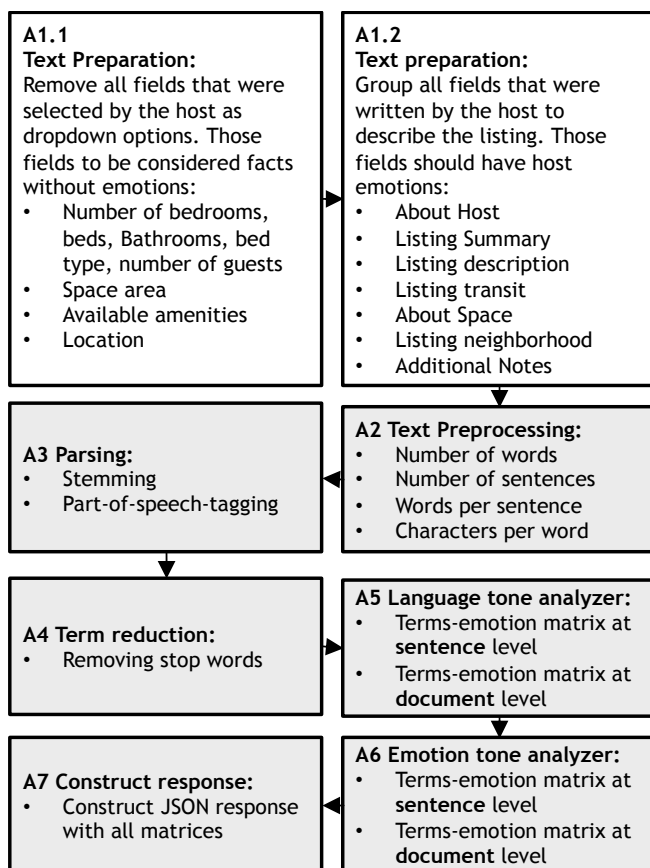 A1.1
Text Preparation:
Remove all fields that were
selected by the host as
dropdown options. Those
fields to be considered facts
without emotions:
• Number of bedrooms,
beds, Bathrooms, bed
type, number of guests
• Space area
• Available amenities
• Location
A1.2
Text preparation:
Group all fields that were
written by the host to
describe the listing. Those
fields should have host
emotions:
• About Host
• Listing Summary
• Listing description
• Listing transit
• About Space
• Listing neighborhood
• Additional Notes
A2 Text Preprocessing:
• Number of words
• Number of sentences
• Words per sentence
• Characters per word
A3 Parsing:
• Stemming
• Part-of-speech-tagging
A4 Term reduction:
• Removing stop words
A5 Language tone analyzer:
• Terms-emotion matrix at
sentence level
• Terms-emotion matrix at
document level
A6 Emotion tone analyzer:
• Terms-emotion matrix at
sentence level
• Terms-emotion matrix at
document level
A7 Construct response:
• Construct JSON response
with all matrices